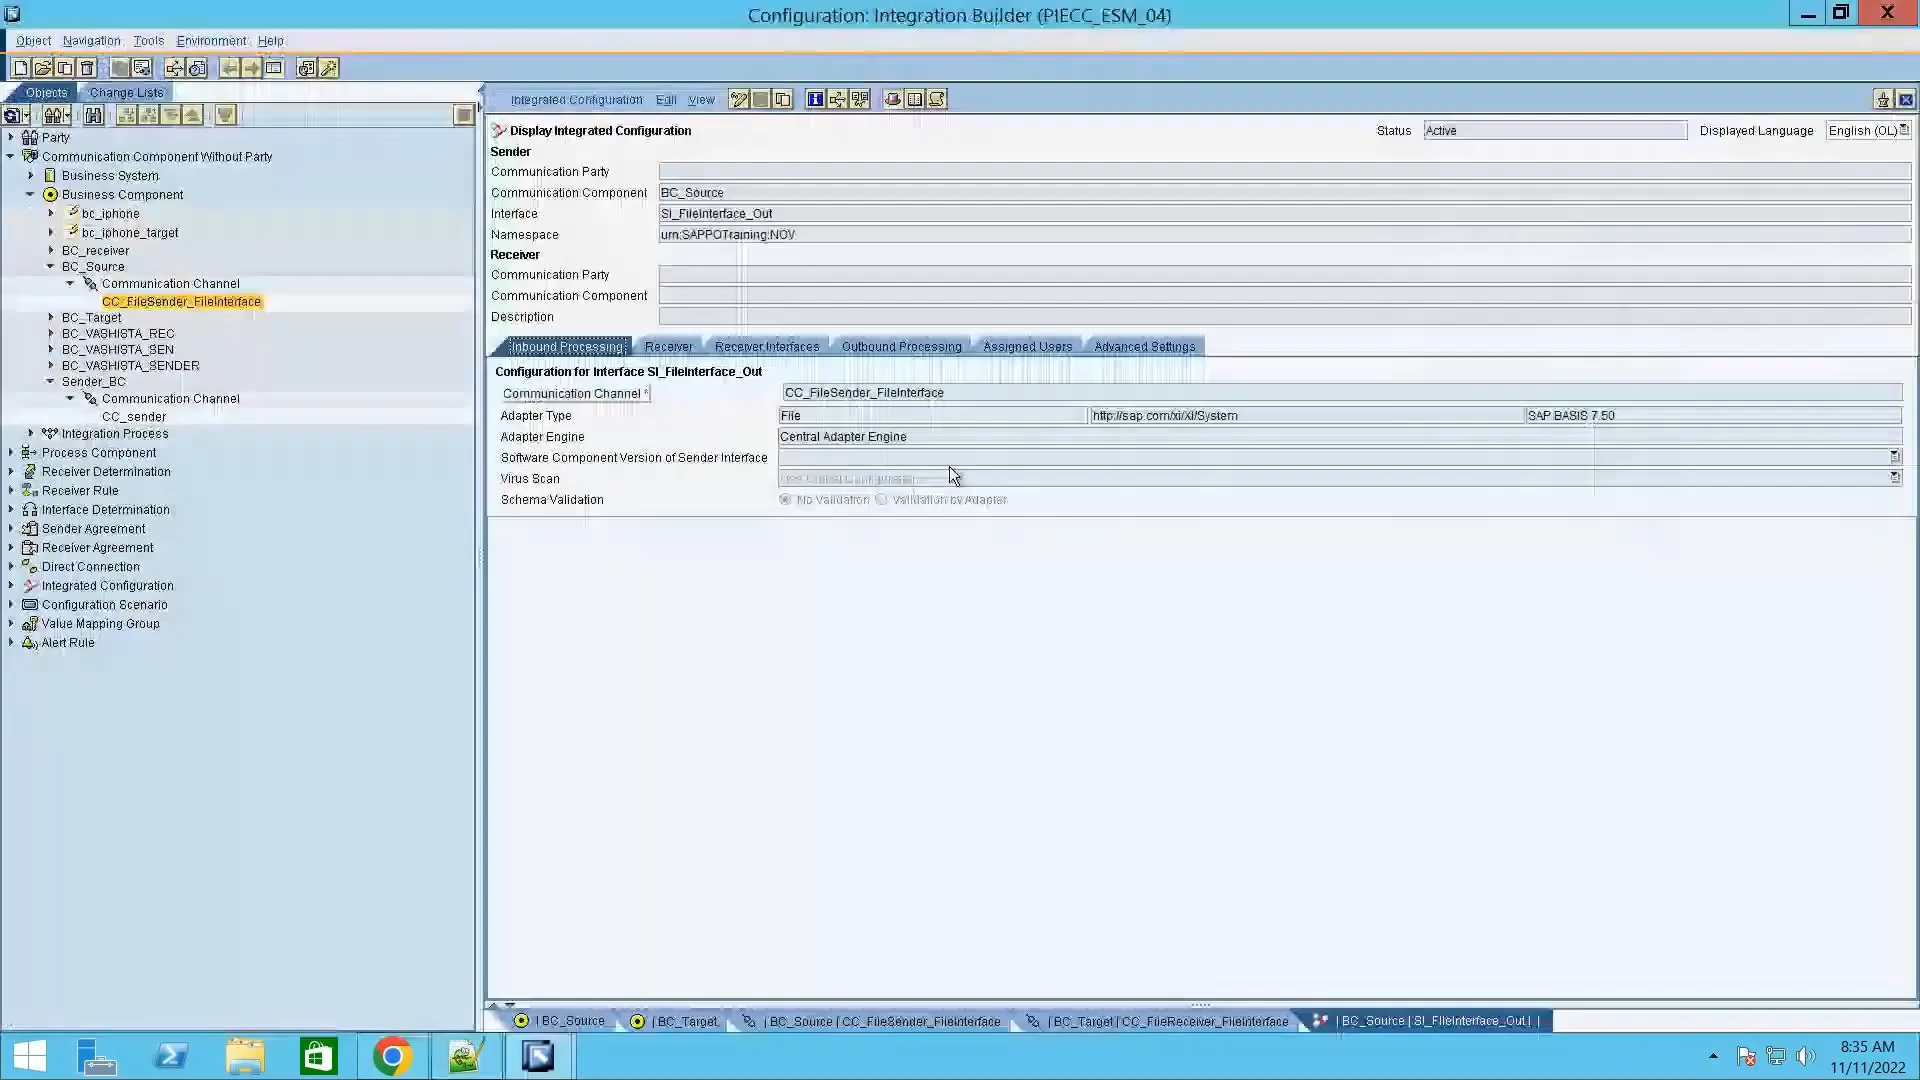 Configuration: Integration Builder (PIECC_ESM_04)
Object Navigation Tools Environment Help
Objects Change Lists
Party
Communication Component Without Party
Business System
Business Component
bc_iphone
bc_iphone_target
BC_receiver
BC_Source
Communication Channel
CC_FileSender_FileInterface
BC_Target
BC_VASHISTA_REC
BC_VASHISTA_SEN
BC_VASHISTA_SENDER
Sender_BC
Communication Channel
CC_sender
Integration Process
Process Component
Receiver Determination
Receiver Rule
Interface Determination
Sender Agreement
Receiver Agreement
Direct Connection
Integrated Configuration
Configuration Scenario
Value Mapping Group
Alert Rule
Integrated Configuration Edit View
Display Integrated Configuration Status Active Displayed Language English (OL)
Sender
Communication Party
Communication Component BC_Source
Interface SI_FileInterface_Out
Namespace urn:SAPPOTraining:NOV
Receiver
Communication Party
Communication Component
Description
Inbound Processing Receiver Receiver Interfaces Outbound Processing Assigned Users Advanced Settings
Configuration for Interface SI_FileInterface_Out
Communication Channel * CC_FileSender_FileInterface
Adapter Type File http://sap.com/xi/XI/System SAP BASIS 7.50
Adapter Engine Central Adapter Engine
Software Component Version of Sender Interface
Virus Scan
Schema Validation No Validation Validation by Adapter
| BC_Source | BC_Target | BC_Source | CC_FileSender_FileInterface | BC_Target | CC_FileReceiver_FileInterface | BC_Source | SI_FileInterface_Out | |
8:35 AM
11/11/2022